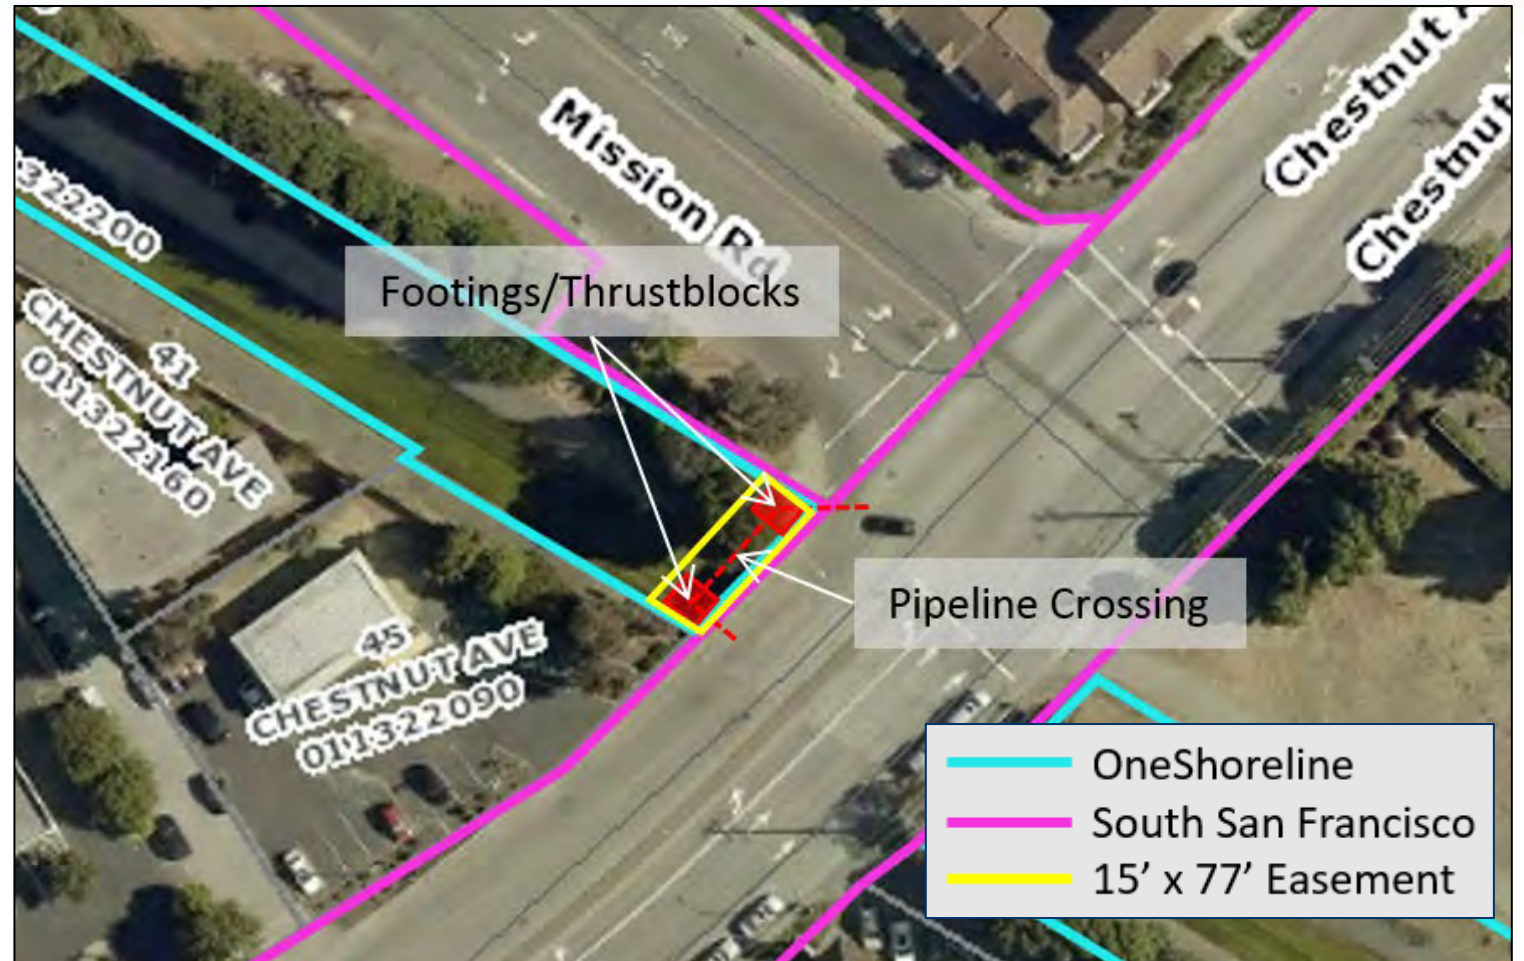 Mission Rd
Chestnut
Chestnut
322200
Footings/Thrustblocks
41
CHESTNUT AVE
011322160
Pipeline Crossing
45
CHESTNUT AVE
011322090
OneShoreline
South San Francisco
15’ x 77’ Easement